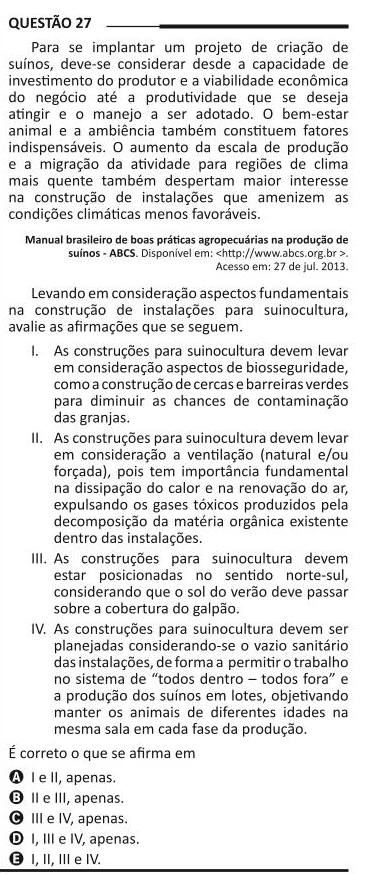 QUESTÃO 27
Para se implantar um projeto de criação de
suínos, deve-se considerar desde a capacidade de
investimento do produtor e a viabilidade econômica
do negócio até a produtividade que se deseja
atingir e o manejo a ser adotado. O bem-estar
animal e a ambiência também constituem fatores
indispensáveis. O aumento da escala de produção
e a migração da atividade para regiões de clima
mais quente também despertam maior interesse
na construção de instalações que amenizem as
condições climáticas menos favoráveis.
Manual brasileiro de boas práticas agropecuárias na produção de
suínos - ABCS. Disponível em: <http://www.abcs.org.br >.
Acesso em: 27 de jul. 2013.
Levando em consideração aspectos fundamentais
na construção de instalações para suinocultura,
avalie as afirmações que se seguem.
I. As construções para suinocultura devem levar
em consideração aspectos de biosseguridade,
como a construção de cercas e barreiras verdes
para diminuir as chances de contaminação
das granjas.
II. As construções para suinocultura devem levar
em consideração a ventilação (natural e/ou
forçada), pois tem importância fundamental
na dissipação do calor e na renovação do ar,
expulsando os gases tóxicos produzidos pela
decomposição da matéria orgânica existente
dentro das instalações.
III. As construções para suinocultura devem
estar posicionadas no sentido norte-sul,
considerando que o sol do verão deve passar
sobre a cobertura do galpão.
IV. As construções para suinocultura devem ser
planejadas considerando-se o vazio sanitário
das instalações, de forma a permitir o trabalho
no sistema de “todos dentro – todos fora” e
a produção dos suínos em lotes, objetivando
manter os animais de diferentes idades na
mesma sala em cada fase da produção.
É correto o que se afirma em
A I e II, apenas.
B II e III, apenas.
C III e IV, apenas.
D I, III e IV, apenas.
E I, II, III e IV.